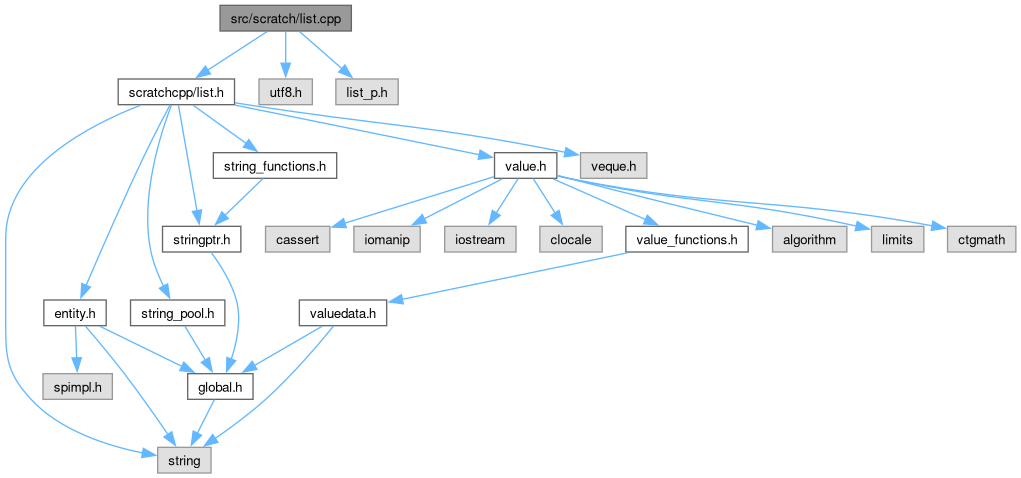 src/scratch/list.cpp
scratchcpp/list.h
utf8.h
list_p.h
string_functions.h
value.h
veque.h
stringptr.h
cassert
iomanip
iostream
clocale
value_functions.h
algorithm
limits
ctgmath
entity.h
string_pool.h
valuedata.h
spimpl.h
global.h
string